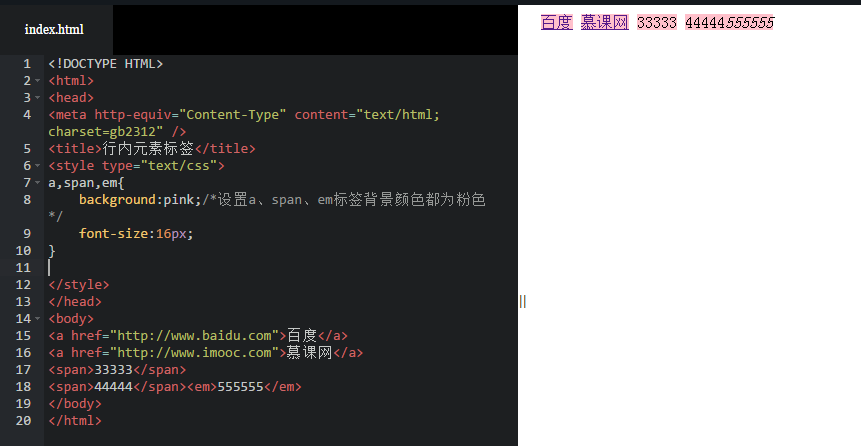 index.html
百度 慕课网 33333 44444555555
1 <!DOCTYPE HTML>
2 <html>
3 <head>
4 <meta http-equiv="Content-Type" content="text/html;
charset=gb2312" />
5 <title>行内元素标签</title>
6 <style type="text/css">
7 a,span,em{
8 background:pink;/*设置a、span、em标签背景颜色都为粉色
*/
9 font-size:16px;
10 }
11
12 </style>
13 </head>
14 <body>
15 <a href="http://www.baidu.com">百度</a>
16 <a href="http://www.imooc.com">慕课网</a>
17 <span>33333</span>
18 <span>44444</span><em>555555</em>
19 </body>
20 </html>